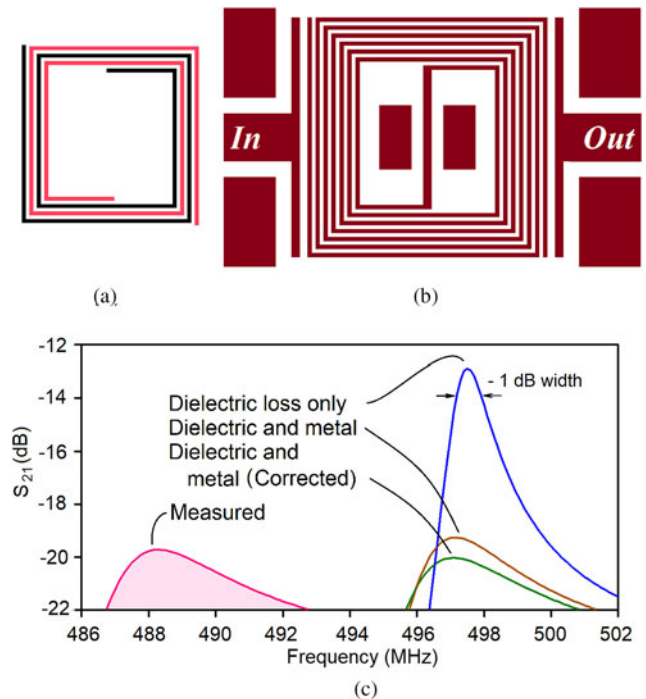 In
Out
(a)
(b)
-12
-14
-16
-18
-20
-22
S21(dB)
Dielectric loss only
Dielectric and metal
Dielectric and
metal (Corrected)
Measured
- 1 dB width
486 488 490 492 494 496 498 500 502
Frequency (MHz)
(c)